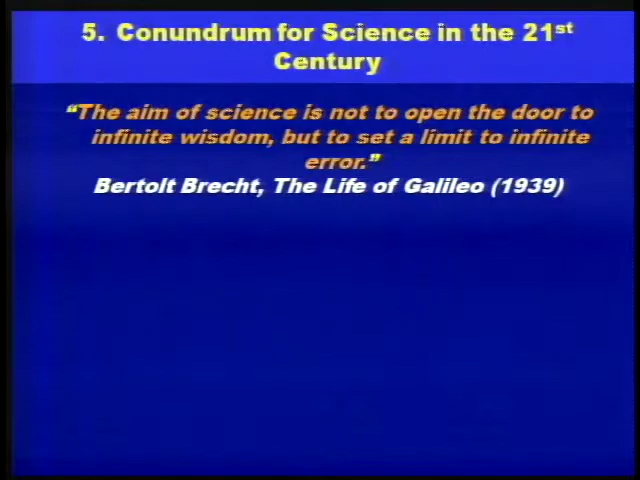 5. Conundrum for Science in the 21st
Century
“The aim of science is not to open the door to
infinite wisdom, but to set a limit to infinite
error.”
Bertolt Brecht, The Life of Galileo (1939)